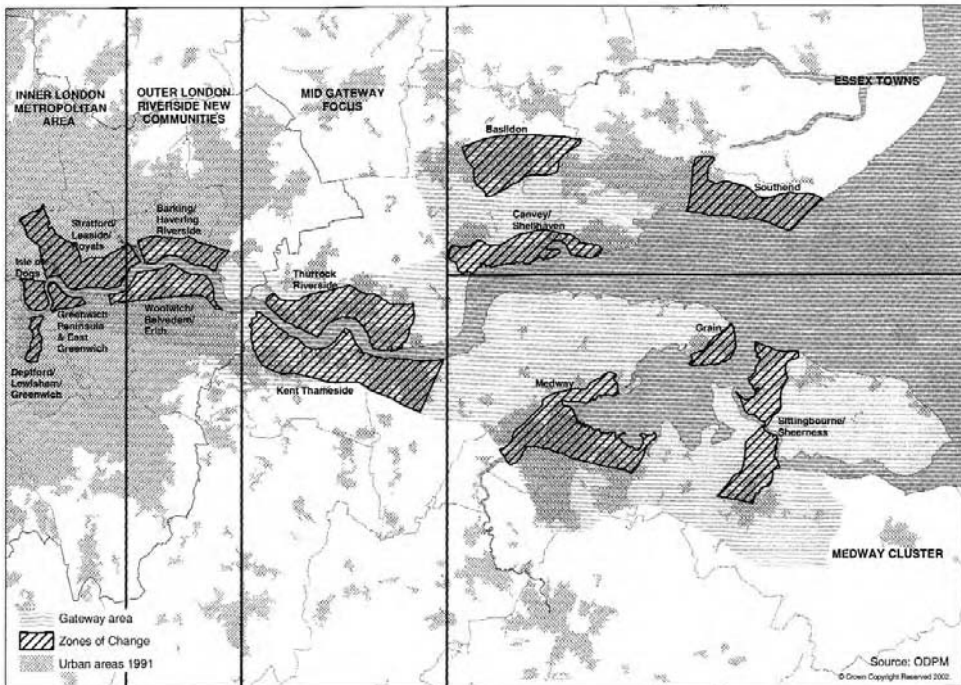 INNER LONDON
METROPOLITAN
AREA
OUTER LONDON
RIVERSIDE NEW
COMMUNITIES
MID GATEWAY
FOCUS
ESSEX TOWNS
Basildon
Southend
Canvey/
Shellhaven
Stratford/
Leaside/
Royals
Barking/
Havering
Riverside
Isle of
Dogs
Thurrock
Riverside
Greenwich
Peninsula
& East
Greenwich
Woolwich/
Belvedere/
Erith
Deptford/
Lewisham/
Greenwich
Kent Thameside
Grain
Medway
Sittingbourne/
Sheerness
MEDWAY CLUSTER
Gateway area
Zones of Change
Urban areas 1991
Source: ODPM
© Crown Copyright Reserved 2002.